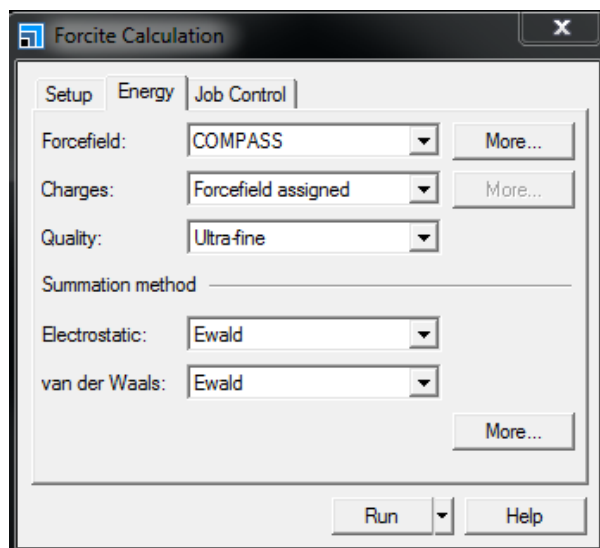 Forcite Calculation
x
Setup Energy Job Control
Forcefield: COMPASS More...
Charges: Forcefield assigned More...
Quality: Ultra-fine
Summation method
Electrostatic: Ewald
van der Waals: Ewald
More...
Run Help